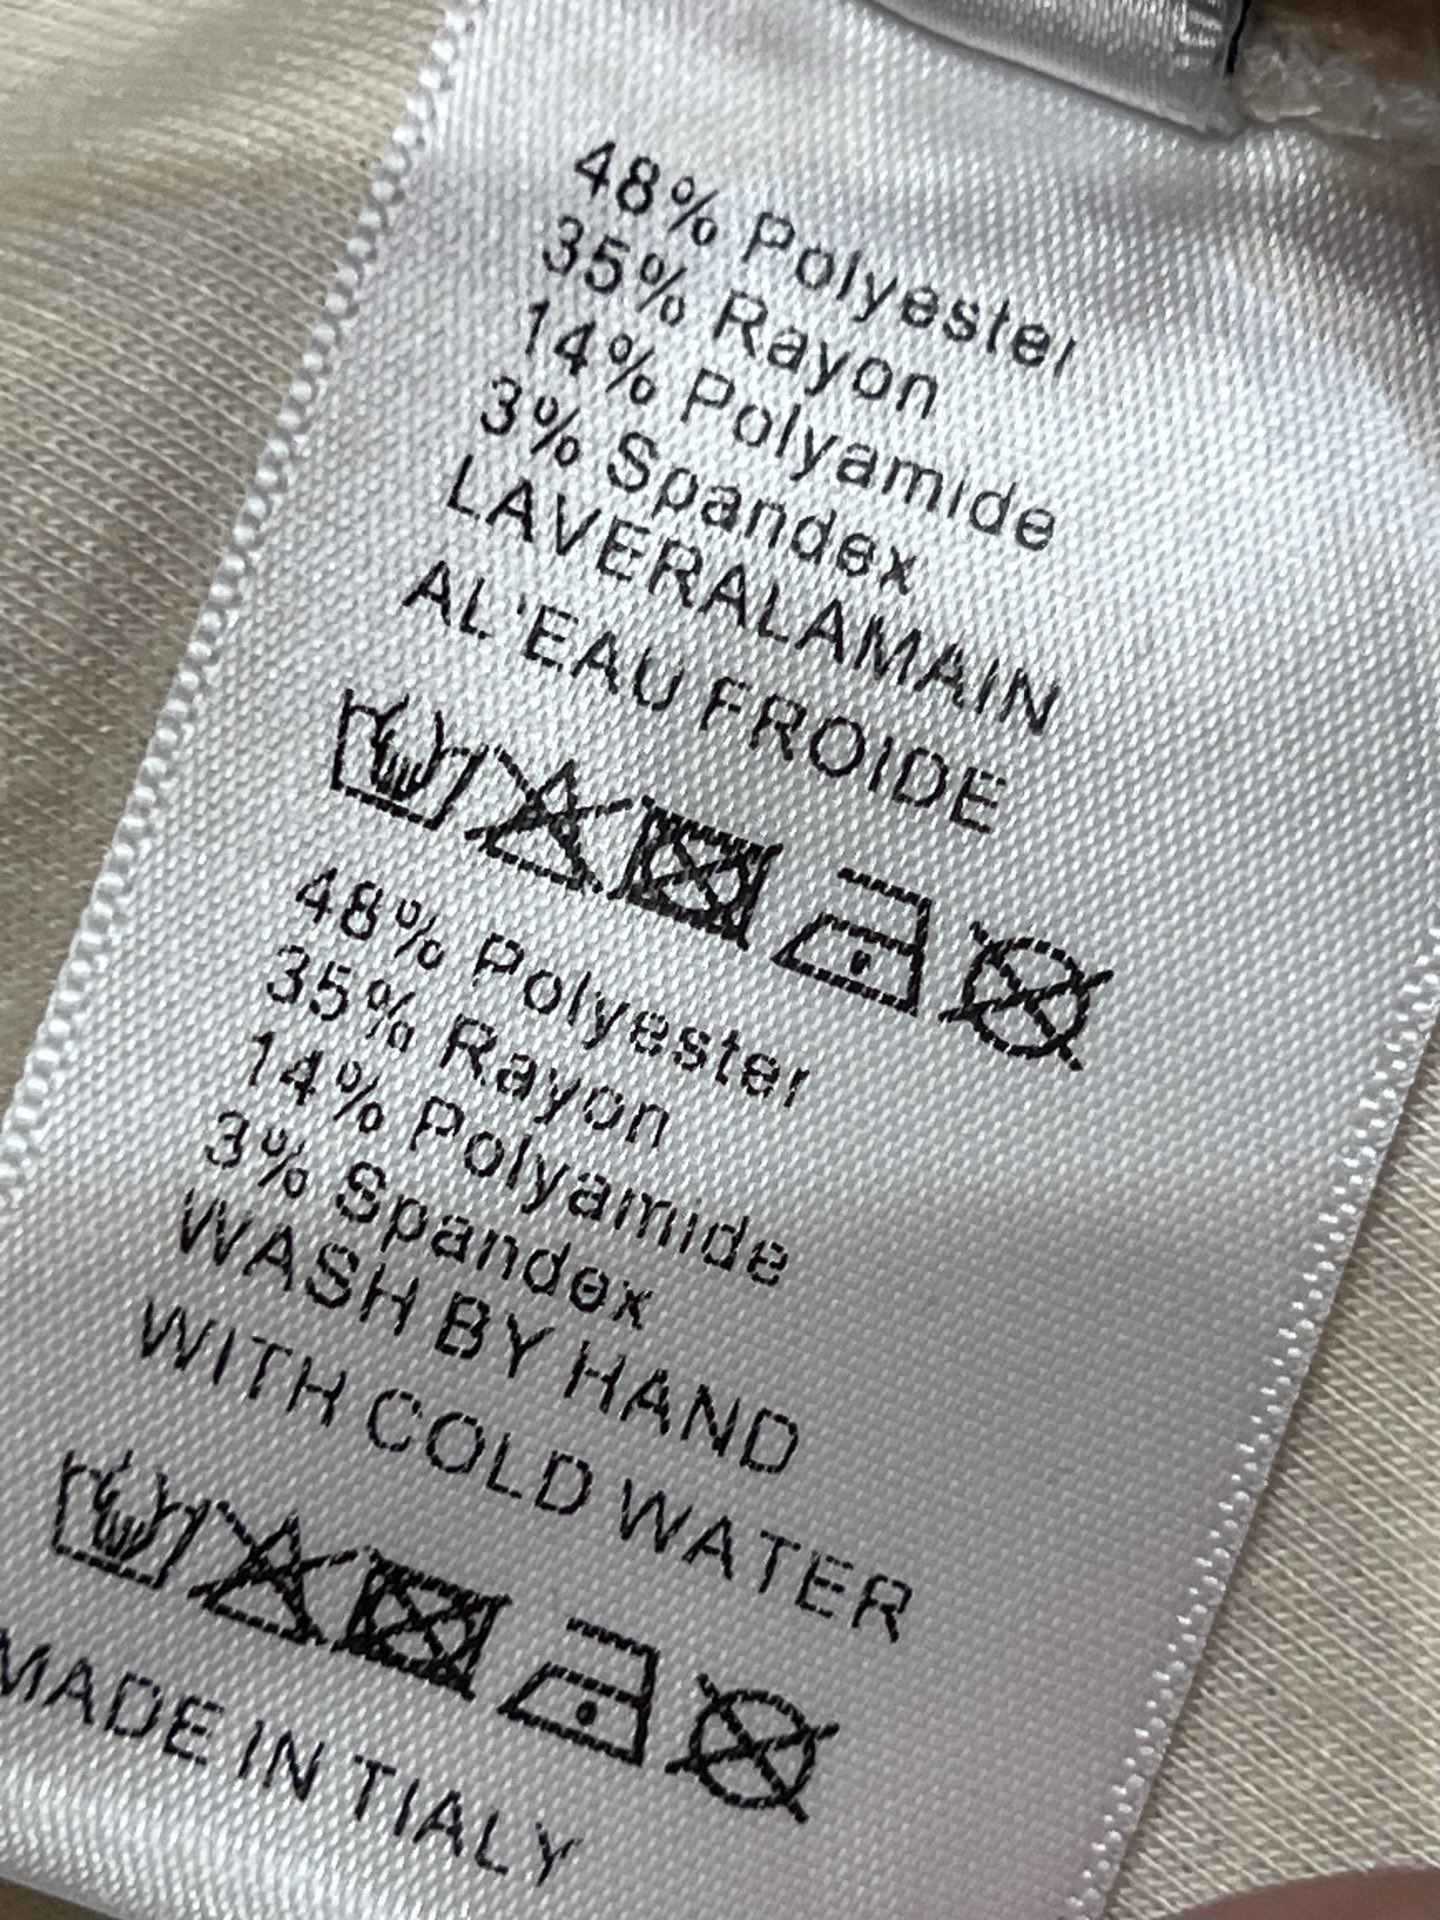 48% Polyester
35% Rayon
14% Polyamide
3% Spandex
LAVERALAMAIN
AL'EAU FROIDE
48% Polyester
35% Rayon
14% Polyamide
3% Spandex
WASH BY HAND
WITH COLD WATER
MADE IN TIALY